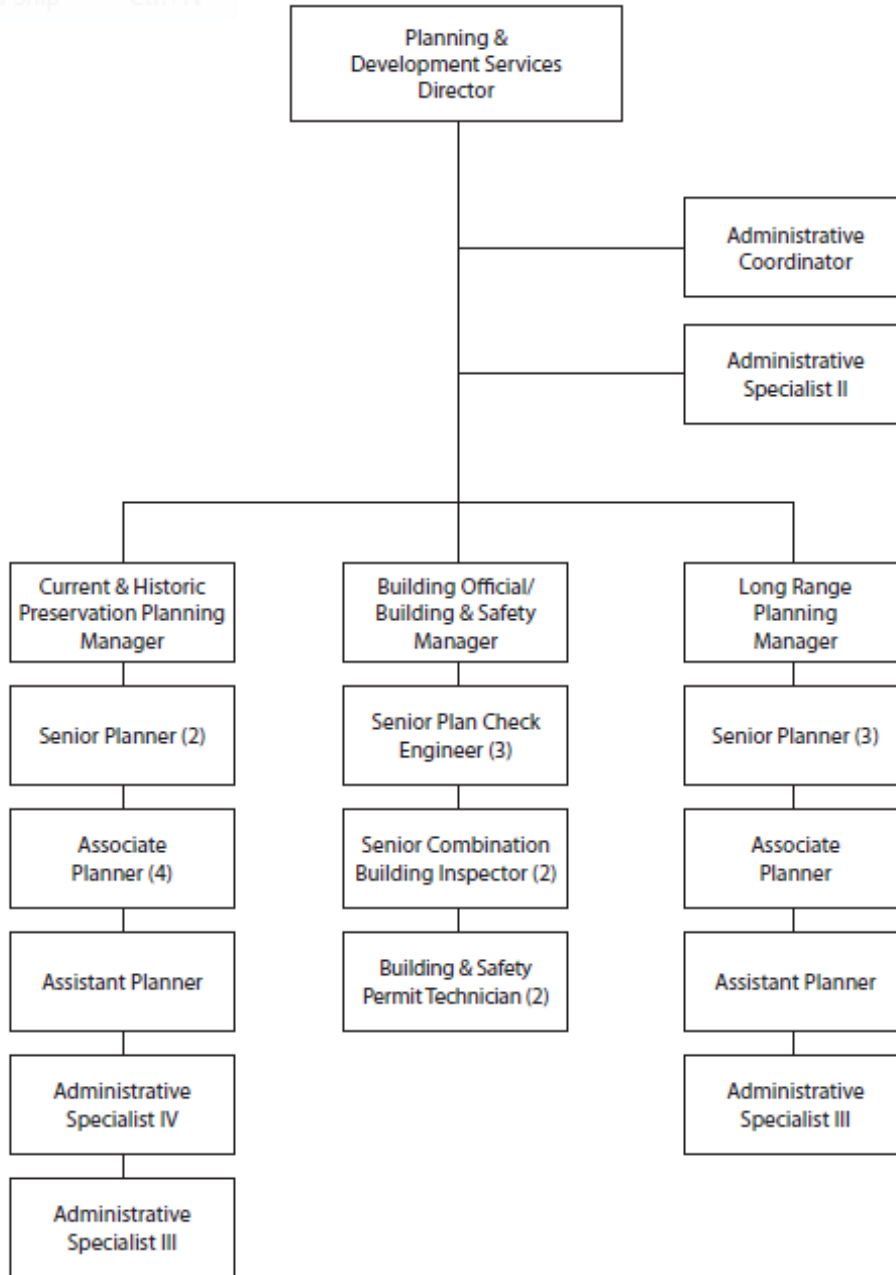 Planning &
Development Services
Director
Administrative
Coordinator
Administrative
Specialist II
Current & Historic
Preservation Planning
Manager
Building Official/
Building & Safety
Manager
Long Range
Planning
Manager
Senior Planner (2)
Senior Plan Check
Engineer (3)
Senior Planner (3)
Associate
Planner (4)
Senior Combination
Building Inspector (2)
Associate
Planner
Assistant Planner
Building & Safety
Permit Technician (2)
Assistant Planner
Administrative
Specialist IV
Administrative
Specialist III
Administrative
Specialist III